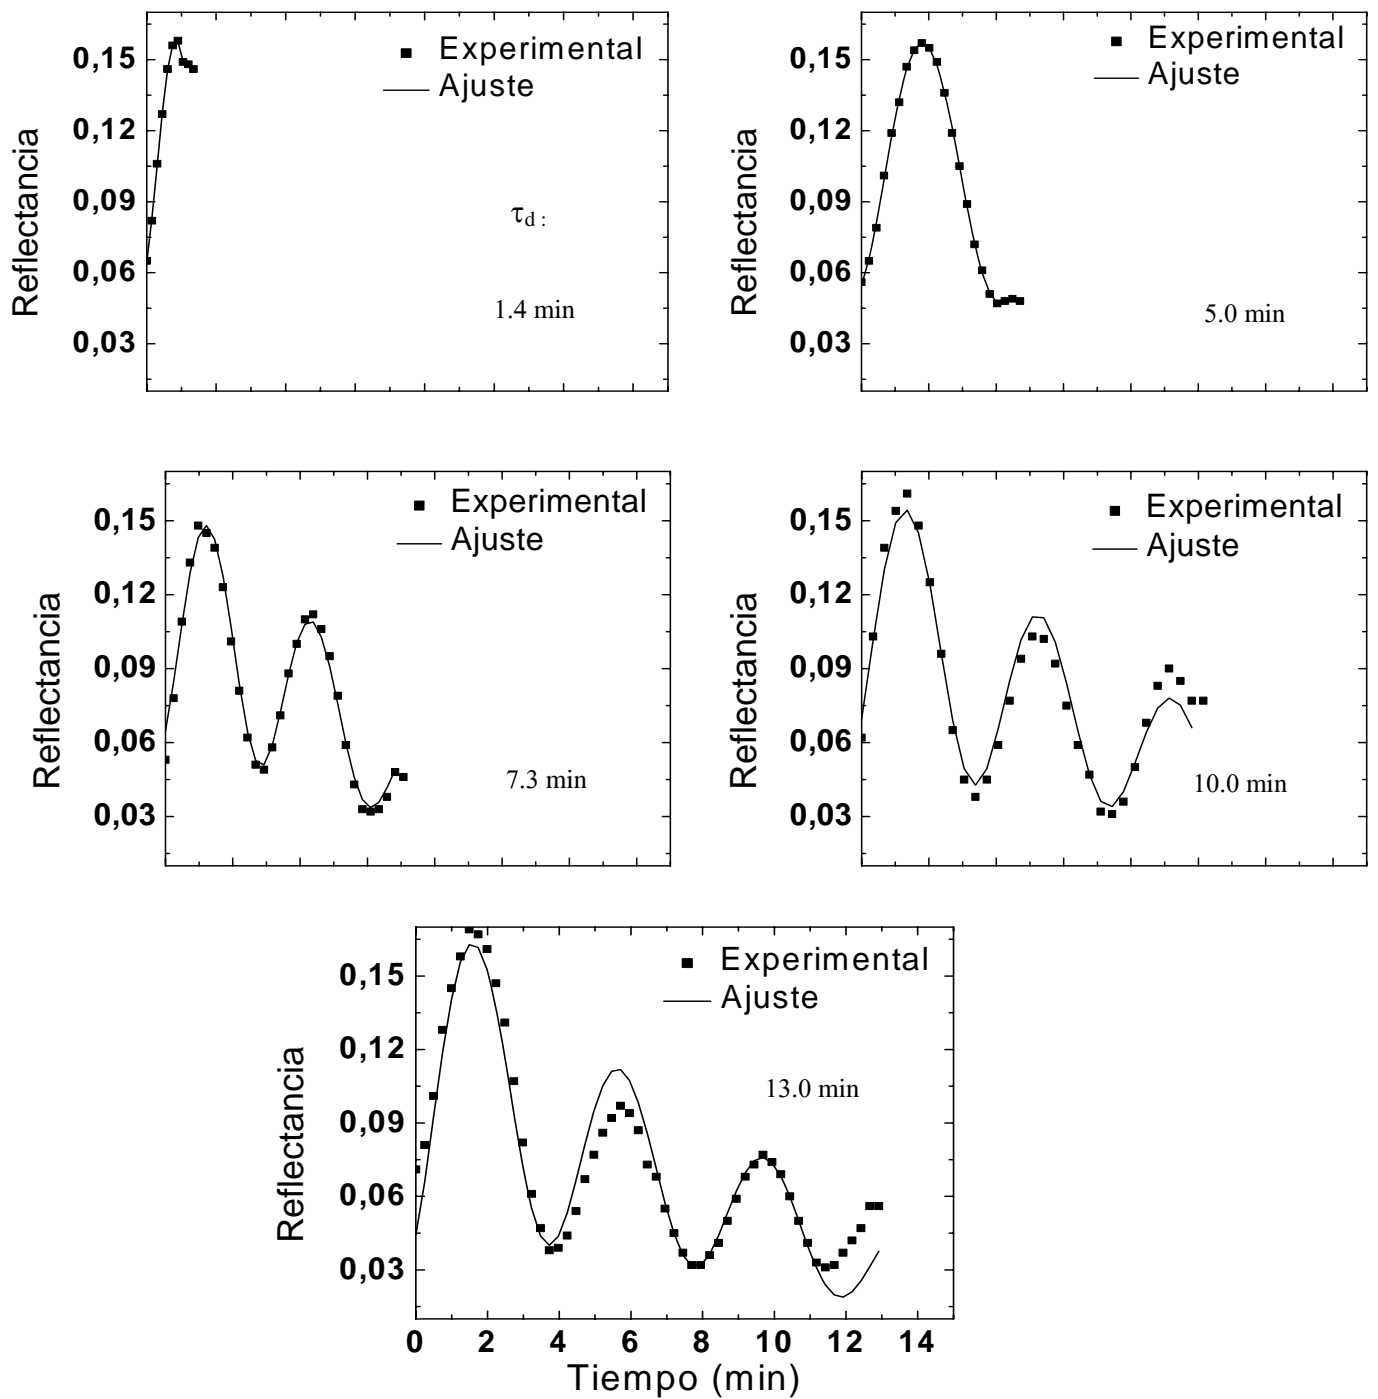 Experimental
Ajuste
0,15
0,12
0,09
0,06
0,03
Reflectancia
τd :
1.4 min
Experimental
Ajuste
0,15
0,12
0,09
0,06
0,03
Reflectancia
5.0 min
Experimental
Ajuste
0,15
0,12
0,09
0,06
0,03
Reflectancia
7.3 min
Experimental
Ajuste
0,15
0,12
0,09
0,06
0,03
Reflectancia
10.0 min
Experimental
Ajuste
0,15
0,12
0,09
0,06
0,03
Reflectancia
13.0 min
0 2 4 6 8 10 12 14
Tiempo (min)